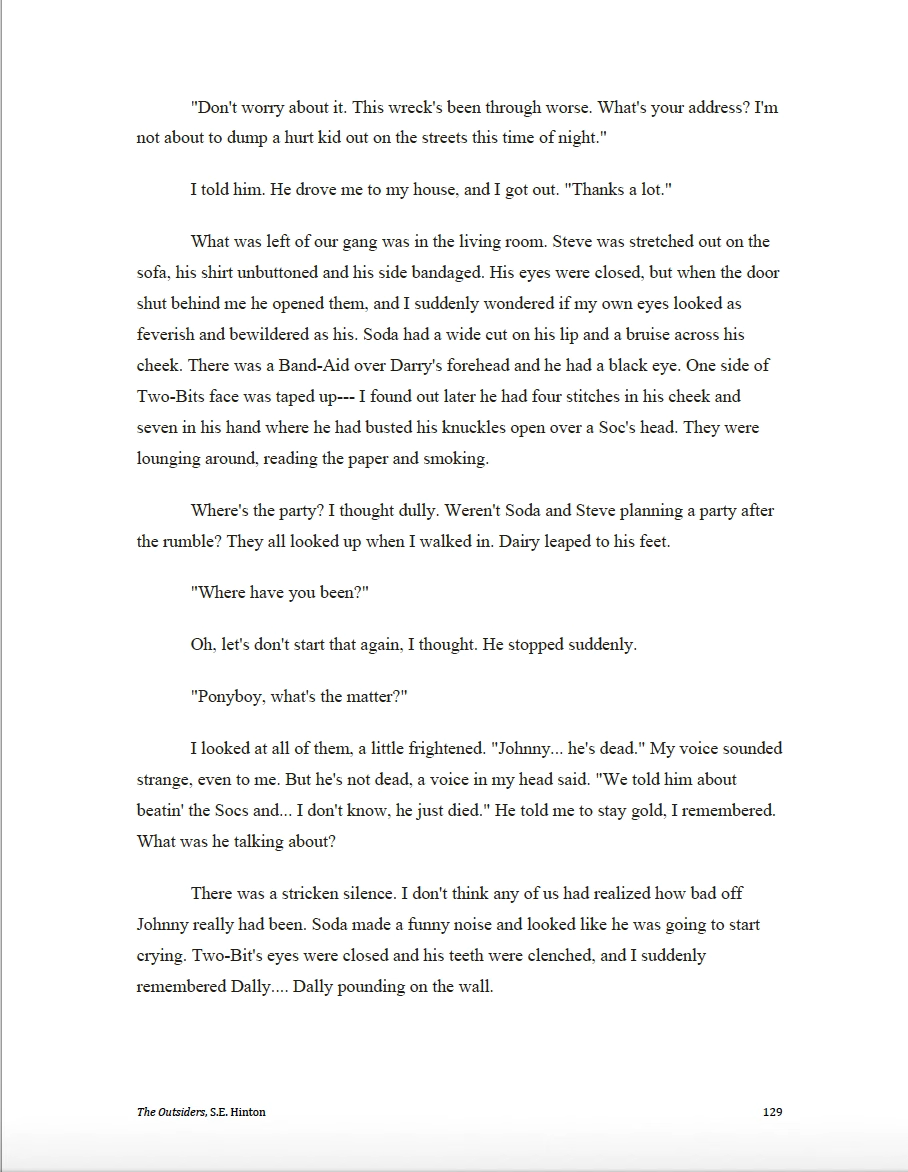 "Don't worry about it. This wreck's been through worse. What's your address? I'm
not about to dump a hurt kid out on the streets this time of night."
I told him. He drove me to my house, and I got out. "Thanks a lot."
What was left of our gang was in the living room. Steve was stretched out on the
sofa, his shirt unbuttoned and his side bandaged. His eyes were closed, but when the door
shut behind me he opened them, and I suddenly wondered if my own eyes looked as
feverish and bewildered as his. Soda had a wide cut on his lip and a bruise across his
cheek. There was a Band-Aid over Darry's forehead and he had a black eye. One side of
Two-Bits face was taped up--- I found out later he had four stitches in his cheek and
seven in his hand where he had busted his knuckles open over a Soc's head. They were
lounging around, reading the paper and smoking.
Where's the party? I thought dully. Weren't Soda and Steve planning a party after
the rumble? They all looked up when I walked in. Dairy leaped to his feet.
"Where have you been?"
Oh, let's don't start that again, I thought. He stopped suddenly.
"Ponyboy, what's the matter?"
I looked at all of them, a little frightened. "Johnny... he's dead." My voice sounded
strange, even to me. But he's not dead, a voice in my head said. "We told him about
beatin' the Socs and... I don't know, he just died." He told me to stay gold, I remembered.
What was he talking about?
There was a stricken silence. I don't think any of us had realized how bad off
Johnny really had been. Soda made a funny noise and looked like he was going to start
crying. Two-Bit's eyes were closed and his teeth were clenched, and I suddenly
remembered Dally.... Dally pounding on the wall.
The Outsiders, S.E. Hinton 129